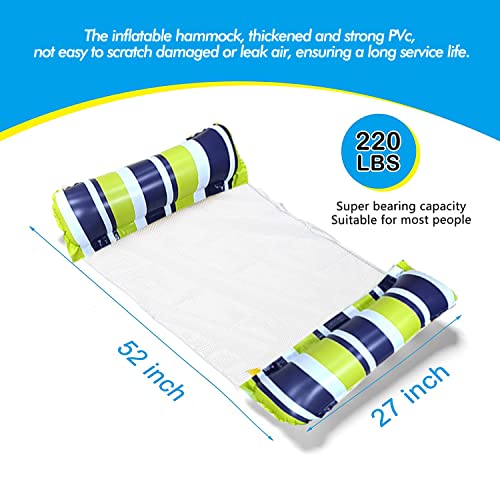 The inflatable hammock, thickened and strong PVc,
not easy to scratch damaged or leak air, ensuring a long service life.
220
LBS
Super bearing capacity
Suitable for most people
52 inch
27 inch